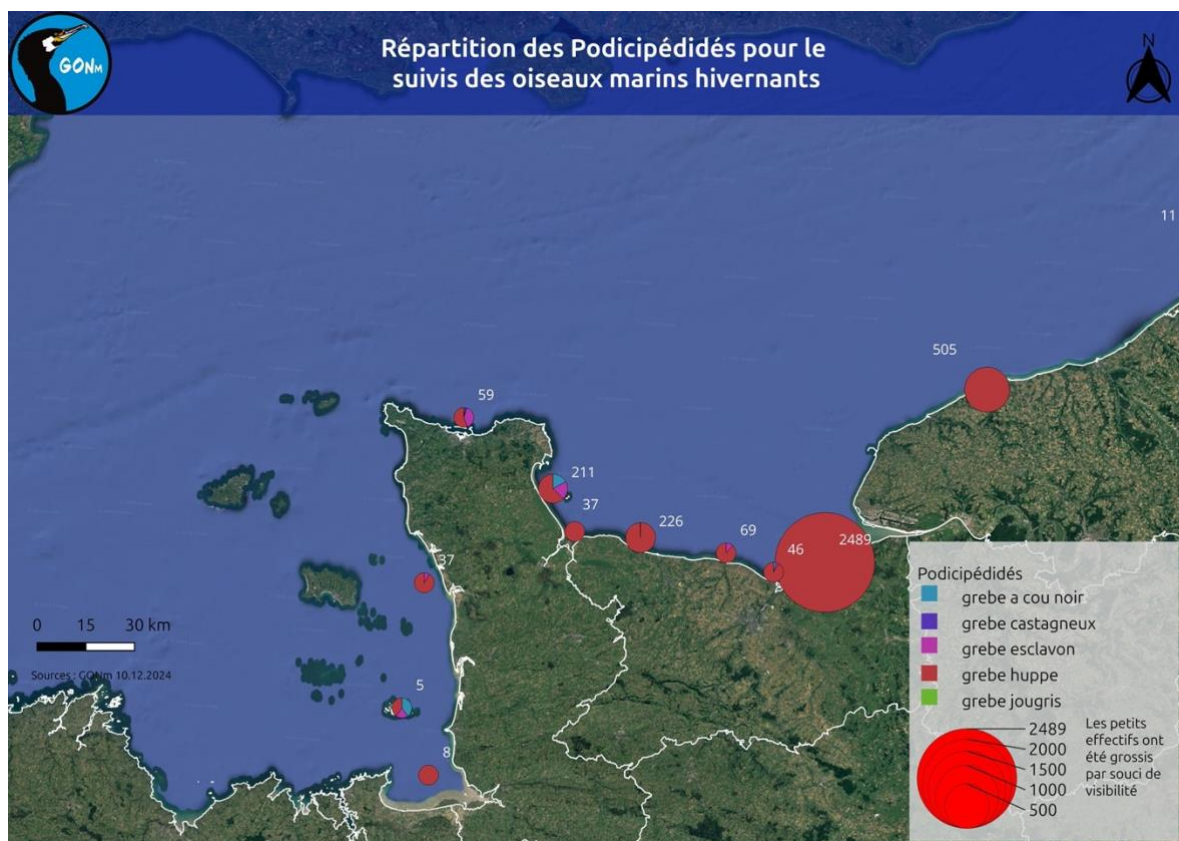 GONm
Répartition des Podicipédidés pour le
suivis des oiseaux marins hivernants
N
11
505
59
211
37
226
69
46
2489
37
5
8
0 15 30 km
Sources : GONm 10.12.2024
Podicipédidés
grebe a cou noir
grebe castagneux
grebe esclavon
grebe huppe
grebe jougris
2489
2000
1500
1000
500
Les petits
effectifs ont
été grossis
par souci de
visibilité